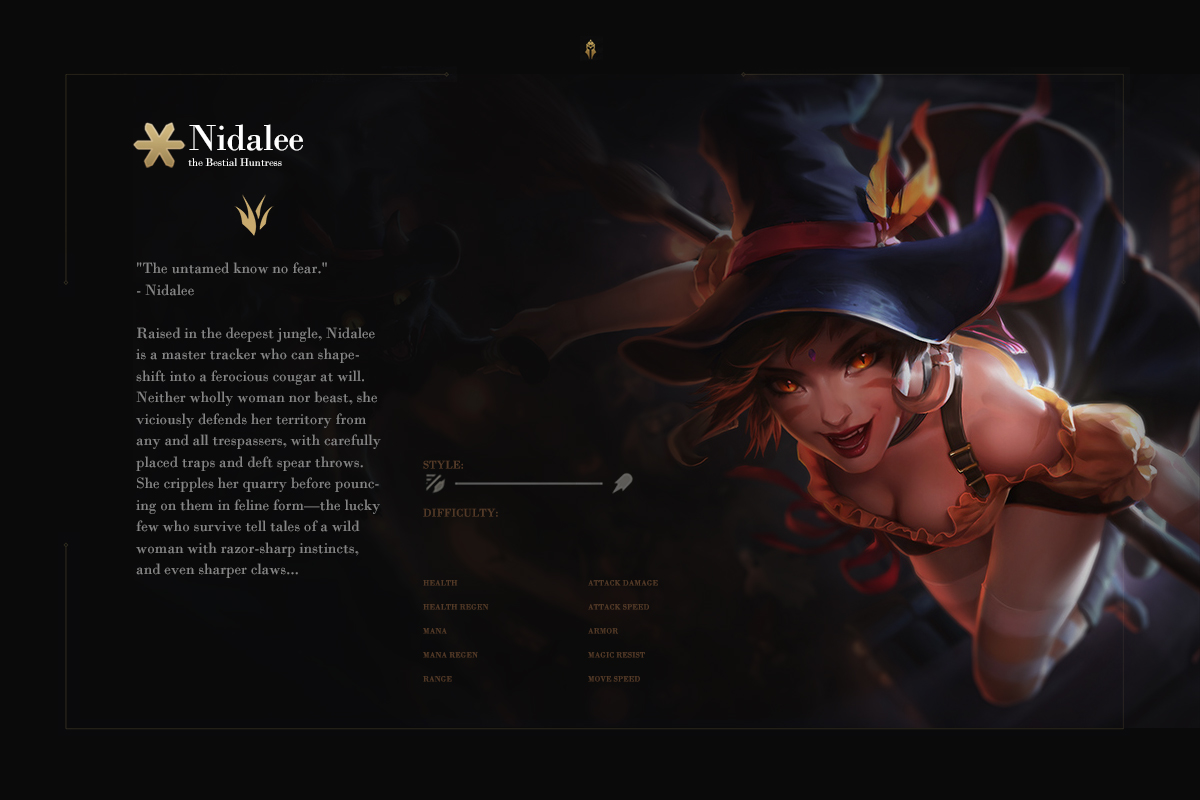 Nidalee
the Bestial Huntress
"The untamed know no fear."
- Nidalee
Raised in the deepest jungle, Nidalee
is a master tracker who can shape-
shift into a ferocious cougar at will.
Neither wholly woman nor beast, she
viciously defends her territory from
any and all trespassers, with carefully
placed traps and deft spear throws.
She cripples her quarry before pounc-
ing on them in feline form—the lucky
few who survive tell tales of a wild
woman with razor-sharp instincts,
and even sharper claws...
STYLE:
DIFFICULTY:
HEALTH
HEALTH REGEN
MANA
MANA REGEN
RANGE
ATTACK DAMAGE
ATTACK SPEED
ARMOR
MAGIC RESIST
MOVE SPEED